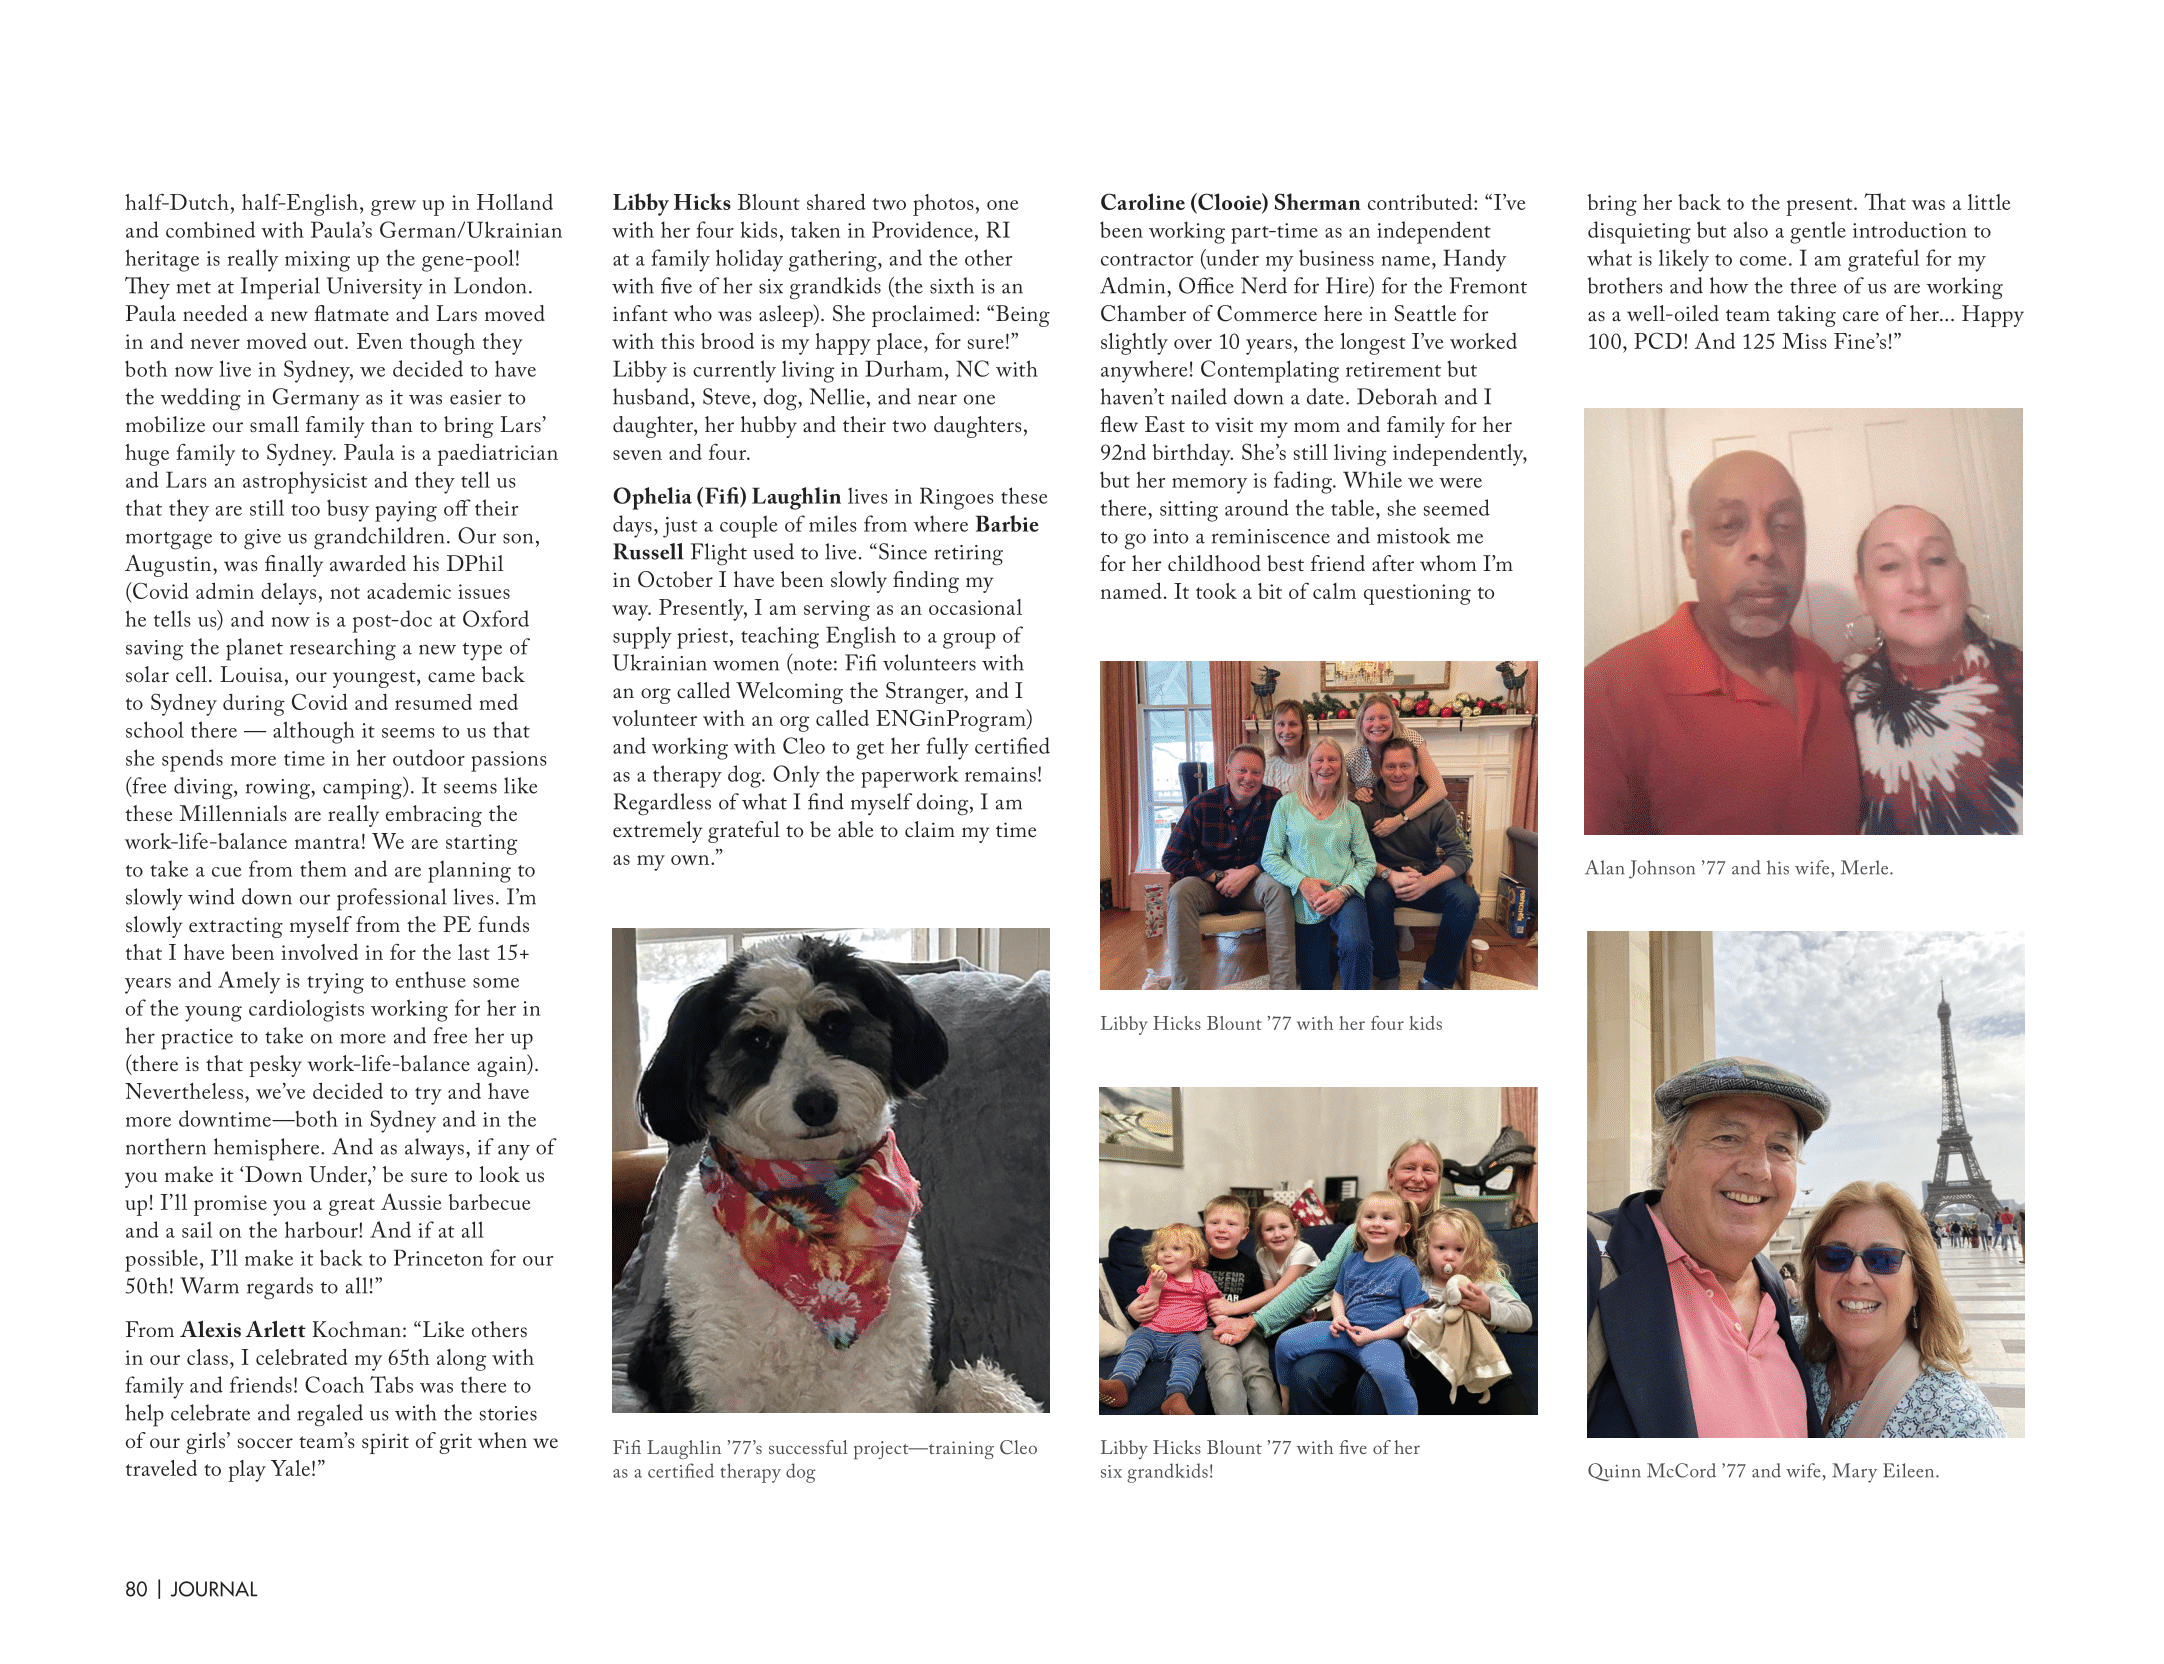 half-Dutch, half-English, grew up in Holland
and combined with Paula’s German/Ukrainian
heritage is really mixing up the gene-pool!
They met at Imperial University in London.
Paula needed a new flatmate and Lars moved
in and never moved out. Even though they
both now live in Sydney, we decided to have
the wedding in Germany as it was easier to
mobilize our small family than to bring Lars’
huge family to Sydney. Paula is a paediatrician
and Lars an astrophysicist and they tell us
that they are still too busy paying off their
mortgage to give us grandchildren. Our son,
Augustin, was finally awarded his DPhil
(Covid admin delays, not academic issues
he tells us) and now is a post-doc at Oxford
saving the planet researching a new type of
solar cell. Louisa, our youngest, came back
to Sydney during Covid and resumed med
school there — although it seems to us that
she spends more time in her outdoor passions
(free diving, rowing, camping). It seems like
these Millennials are really embracing the
work-life-balance mantra! We are starting
to take a cue from them and are planning to
slowly wind down our professional lives. I’m
slowly extracting myself from the PE funds
that I have been involved in for the last 15+
years and Amely is trying to enthuse some
of the young cardiologists working for her in
her practice to take on more and free her up
(there is that pesky work-life-balance again).
Nevertheless, we’ve decided to try and have
more downtime—both in Sydney and in the
northern hemisphere. And as always, if any of
you make it ‘Down Under,’ be sure to look us
up! I’ll promise you a great Aussie barbecue
and a sail on the harbour! And if at all
possible, I’ll make it back to Princeton for our
50th! Warm regards to all!”
From Alexis Arlett Kochman: “Like others
in our class, I celebrated my 65th along with
family and friends! Coach Tabs was there to
help celebrate and regaled us with the stories
of our girls’ soccer team’s spirit of grit when we
traveled to play Yale!”
Libby Hicks Blount shared two photos, one
with her four kids, taken in Providence, RI
at a family holiday gathering, and the other
with five of her six grandkids (the sixth is an
infant who was asleep). She proclaimed: “Being
with this brood is my happy place, for sure!”
Libby is currently living in Durham, NC with
husband, Steve, dog, Nellie, and near one
daughter, her hubby and their two daughters,
seven and four.
Ophelia (Fifi) Laughlin lives in Ringoes these
days, just a couple of miles from where Barbie
Russell Flight used to live. “Since retiring
in October I have been slowly finding my
way. Presently, I am serving as an occasional
supply priest, teaching English to a group of
Ukrainian women (note: Fifi volunteers with
an org called Welcoming the Stranger, and I
volunteer with an org called ENGinProgram)
and working with Cleo to get her fully certified
as a therapy dog. Only the paperwork remains!
Regardless of what I find myself doing, I am
extremely grateful to be able to claim my time
as my own.”
Fifi Laughlin ’77’s successful project—training Cleo
as a certified therapy dog
Caroline (Clooie) Sherman contributed: “I’ve
been working part-time as an independent
contractor (under my business name, Handy
Admin, Office Nerd for Hire) for the Fremont
Chamber of Commerce here in Seattle for
slightly over 10 years, the longest I’ve worked
anywhere! Contemplating retirement but
haven’t nailed down a date. Deborah and I
flew East to visit my mom and family for her
92nd birthday. She’s still living independently,
but her memory is fading. While we were
there, sitting around the table, she seemed
to go into a reminiscence and mistook me
for her childhood best friend after whom I’m
named. It took a bit of calm questioning to
Libby Hicks Blount ’77 with her four kids
Libby Hicks Blount ’77 with five of her
six grandkids!
bring her back to the present. That was a little
disquieting but also a gentle introduction to
what is likely to come. I am grateful for my
brothers and how the three of us are working
as a well-oiled team taking care of her... Happy
100, PCD! And 125 Miss Fine’s!”
Alan Johnson ’77 and his wife, Merle.
Quinn McCord ’77 and wife, Mary Eileen.
80 | JOURNAL